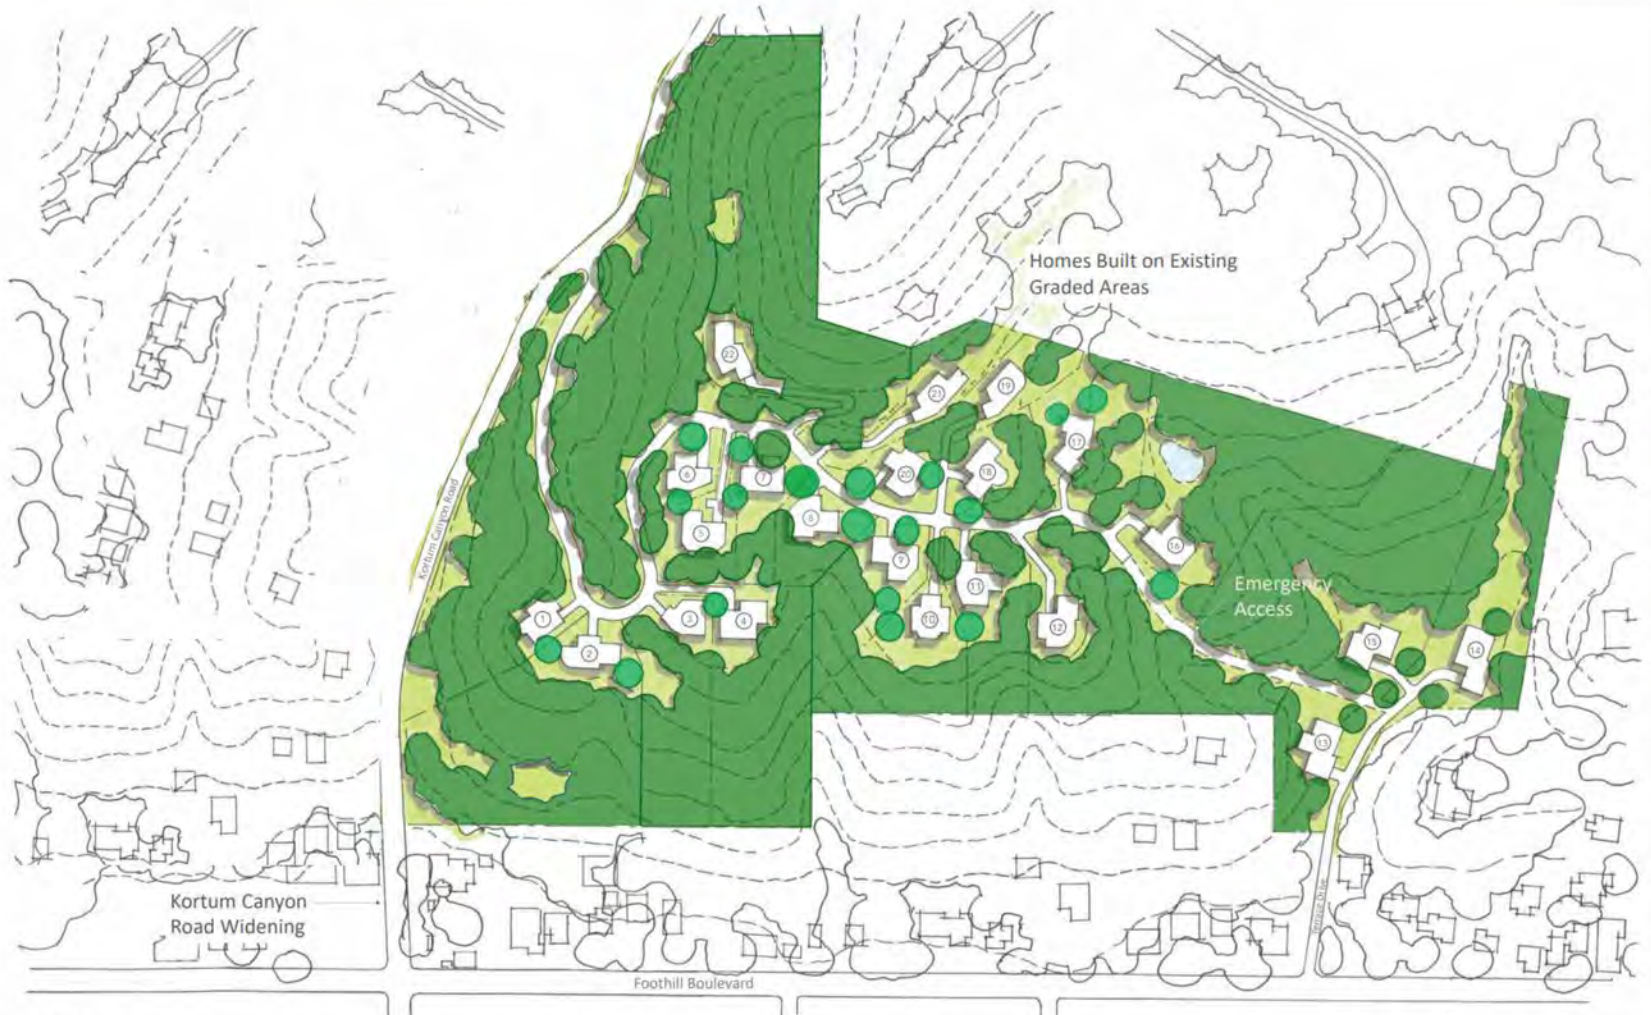 Homes Built on Existing
Graded Areas
22
21
19
17
6
7
20
18
Kortum Canyon Road
5
8
16
9
11
Emergency
Access
1
3
4
10
12
2
15
14
13
Kortum Canyon
Road Widening
Foothill Boulevard